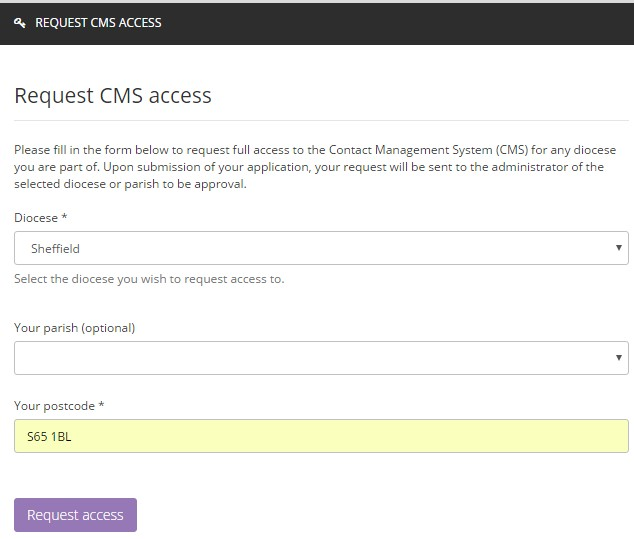 REQUEST CMS ACCESS
Request CMS access
Please fill in the form below to request full access to the Contact Management System (CMS) for any diocese
you are part of. Upon submission of your application, your request will be sent to the administrator of the
selected diocese or parish to be approval.
Diocese *
Sheffield
Select the diocese you wish to request access to.
Your parish (optional)
Your postcode *
S65 1BL
Request access